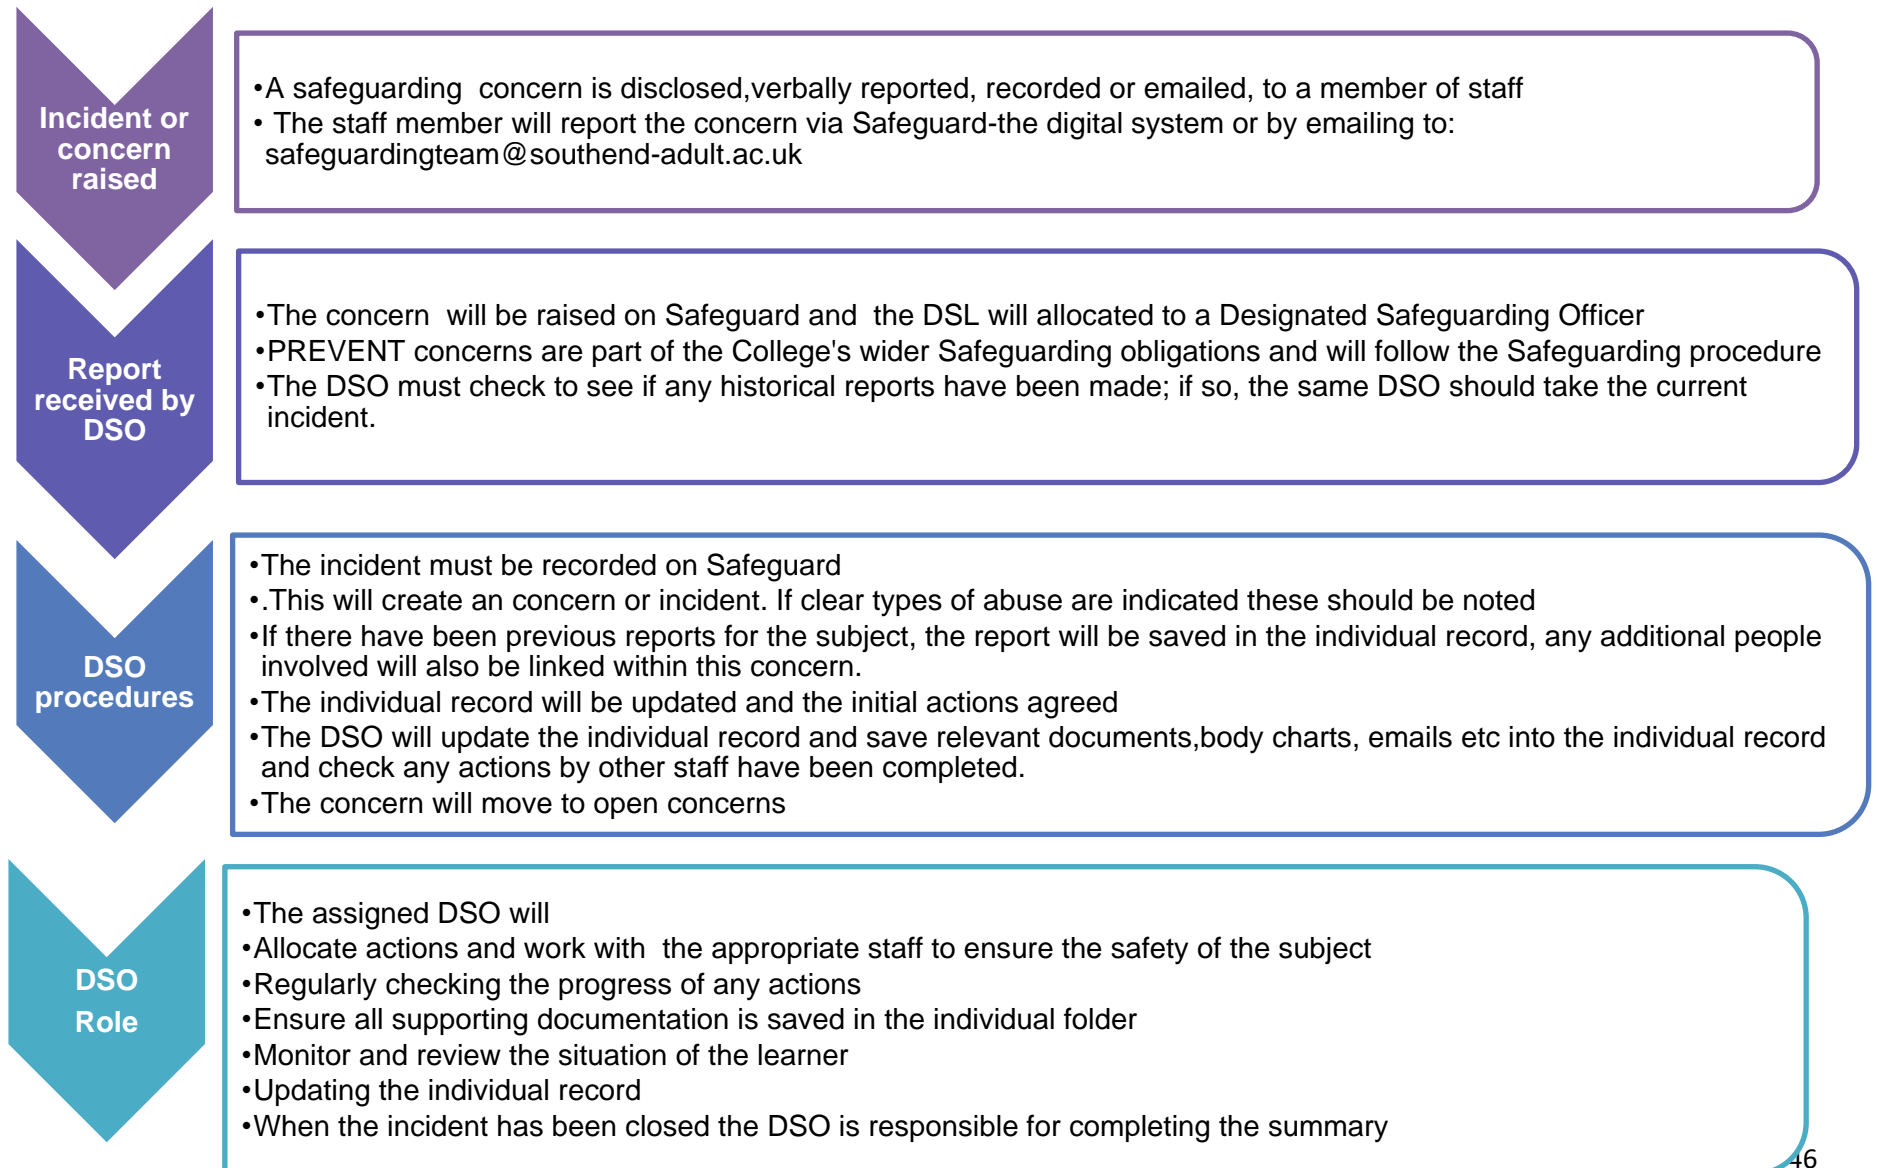 Incident or
concern
raised
•A safeguarding  concern is disclosed,verbally reported, recorded or emailed, to a member of staff
• The staff member will report the concern via Safeguard-the digital system or by emailing to:
safeguardingteam@southend-adult.ac.uk
Report
received by
DSO
•The concern  will be raised on Safeguard and  the DSL will allocated to a Designated Safeguarding Officer
•PREVENT concerns are part of the College's wider Safeguarding obligations and will follow the Safeguarding procedure
•The DSO must check to see if any historical reports have been made; if so, the same DSO should take the current
incident.
DSO
procedures
•The incident must be recorded on Safeguard
•.This will create an concern or incident. If clear types of abuse are indicated these should be noted
•If there have been previous reports for the subject, the report will be saved in the individual record, any additional people
involved will also be linked within this concern.
•The individual record will be updated and the initial actions agreed
•The DSO will update the individual record and save relevant documents,body charts, emails etc into the individual record
and check any actions by other staff have been completed.
•The concern will move to open concerns
DSO
Role
•The assigned DSO will
•Allocate actions and work with  the appropriate staff to ensure the safety of the subject
•Regularly checking the progress of any actions
•Ensure all supporting documentation is saved in the individual folder
•Monitor and review the situation of the learner
•Updating the individual record
•When the incident has been closed the DSO is responsible for completing the summary
46